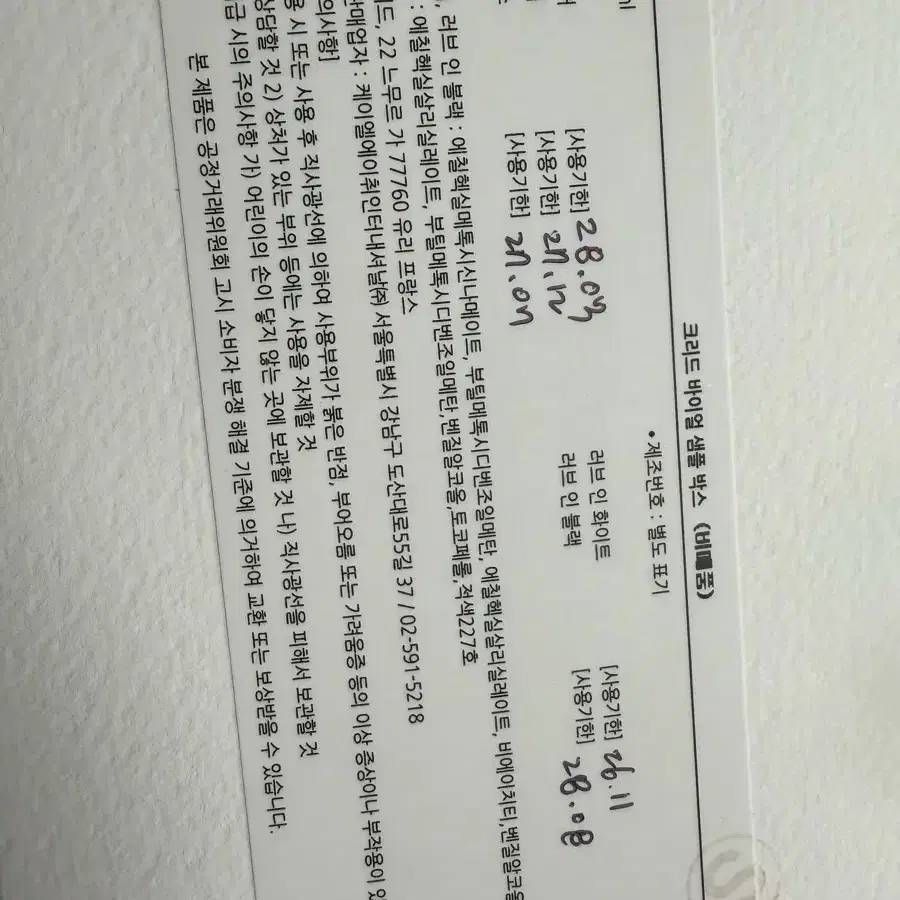 크리드 바이얼 샘플 박스 (비매품)
• 제조번호 : 별도 표기
[사용기한] 28.07 러브 인 화이트 [사용기한] 26.11
[사용기한] 27.12 러브 인 블랙 [사용기한] 28.08
[사용기한] 27.07
, 러브 인 블랙 : 에칠헥실메톡시신나메이트, 부틸메톡시디벤조일메탄, 에칠헥실살리실레이트, 비에이치티,벤질알코올
: 에칠헥실살리실레이트, 부틸메톡시디벤조일메탄,벤질알코올,토코페롤,적색227호
드, 22 느무르 가 77760 유리 프랑스
판매업자 : 케이엘에이취인터내셔날㈜ 서울특별시 강남구 도산대로55길 37 / 02-591-5218
의사항]
용 시 또는 사용 후 직사광선에 의하여 사용부위가 붉은 반점, 부어오름 또는 가려움증 등의 이상 증상이나 부작용이 있
상담할 것 2) 상처가 있는 부위 등에는 사용을 자제할 것
급 시의 주의사항 가) 어린이의 손이 닿지 않는 곳에 보관할 것 나) 직사광선을 피해서 보관할 것
본 제품은 공정거래위원회 고시 소비자 분쟁 해결 기준에 의거하여 교환 또는 보상받을 수 있습니다.